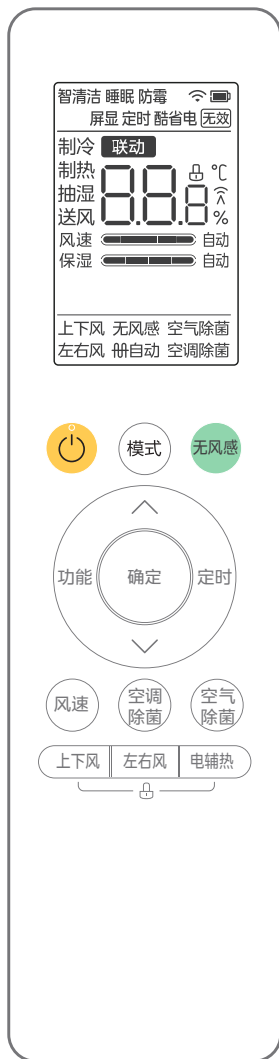 智清洁 睡眠 防霉
屏显 定时 酷省电 无效
制冷 联动
制热
抽湿
送风
88.8
℃
%
风速 自动
保湿 自动
上下风 无风感 空气除菌
左右风 自动 空调除菌
模式 无风感
功能 确定 定时
风速 空调除菌 空气除菌
上下风 左右风 电辅热